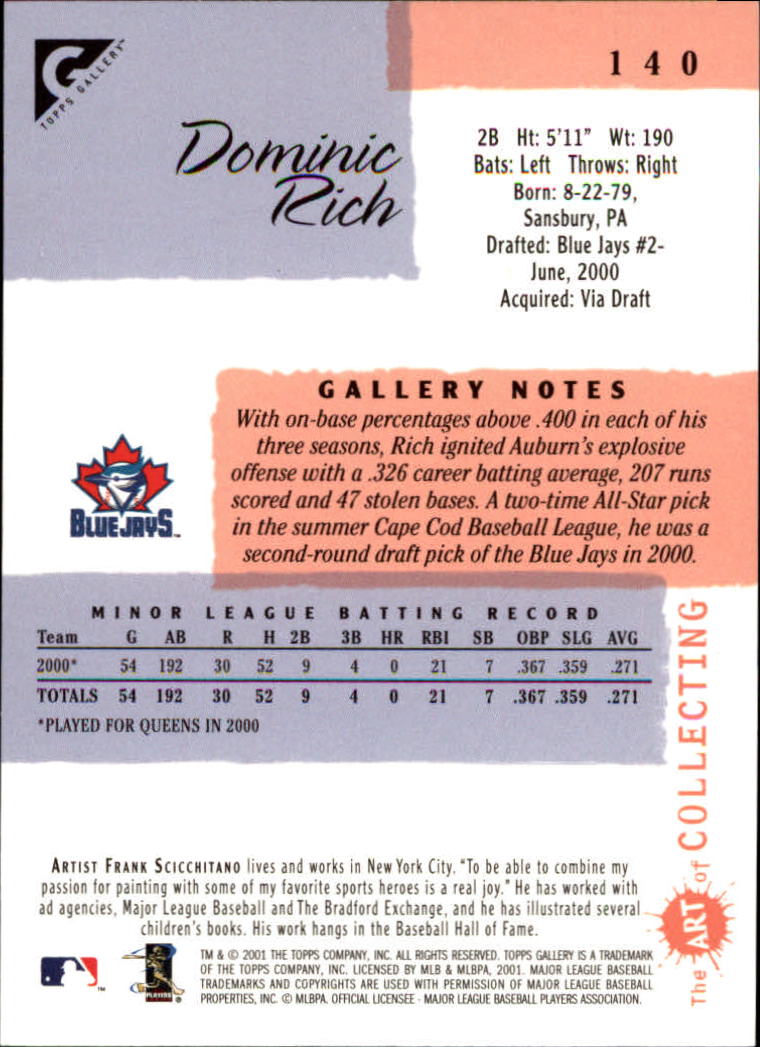 TOPPS GALLERY
140
Dominic
Rich
2B Ht: 5'11" Wt: 190
Bats: Left Throws: Right
Born: 8-22-79,
Sansbury, PA
Drafted: Blue Jays #2-
June, 2000
Acquired: Via Draft
GALLERY NOTES
With on-base percentages above .400 in each of his
three seasons, Rich ignited Auburn's explosive
offense with a .326 career batting average, 207 runs
scored and 47 stolen bases. A two-time All-Star pick
in the summer Cape Cod Baseball League, he was a
second-round draft pick of the Blue Jays in 2000.
BLUE JAYS
MINOR LEAGUE BATTING RECORD
Team G AB R H 2B 3B HR RBI SB OBP SLG AVG
2000* 54 192 30 52 9 4 0 21 7 .367 .359 .271
TOTALS 54 192 30 52 9 4 0 21 7 .367 .359 .271
*PLAYED FOR QUEENS IN 2000
The ART of COLLECTING
ARTIST FRANK SCICCHITANO lives and works in New York City. "To be able to combine my
passion for painting with some of my favorite sports heroes is a real joy." He has worked with
ad agencies, Major League Baseball and The Bradford Exchange, and he has illustrated several
children's books. His work hangs in the Baseball Hall of Fame.
PLAYERS
TM & © 2001 THE TOPPS COMPANY, INC. ALL RIGHTS RESERVED. TOPPS GALLERY IS A TRADEMARK
OF THE TOPPS COMPANY, INC. LICENSED BY MLB & MLBPA, 2001. MAJOR LEAGUE BASEBALL
TRADEMARKS AND COPYRIGHTS ARE USED WITH PERMISSION OF MAJOR LEAGUE BASEBALL
PROPERTIES, INC. © MLBPA. OFFICIAL LICENSEE - MAJOR LEAGUE BASEBALL PLAYERS ASSOCIATION.